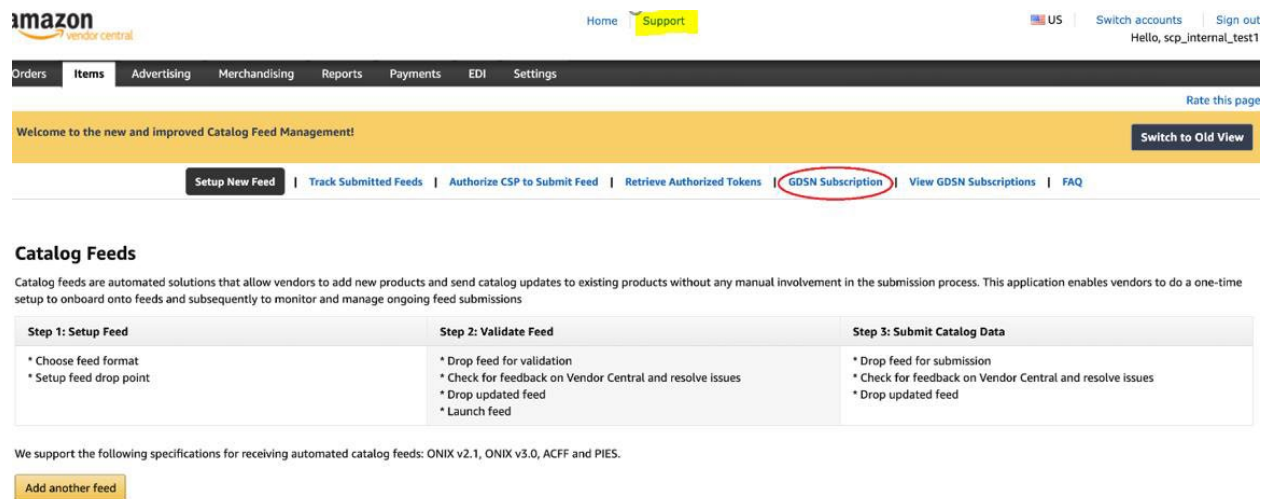 amazon
vendor central
Home Support
US Switch accounts Sign out
Hello, scp_internal_test1
Orders Items Advertising Merchandising Reports Payments EDI Settings
Rate this page
Welcome to the new and improved Catalog Feed Management!
Switch to Old View
Setup New Feed | Track Submitted Feeds | Authorize CSP to Submit Feed | Retrieve Authorized Tokens | GDSN Subscription | View GDSN Subscriptions | FAQ
Catalog Feeds
Catalog feeds are automated solutions that allow vendors to add new products and send catalog updates to existing products without any manual involvement in the submission process. This application enables vendors to do a one-time
setup to onboard onto feeds and subsequently to monitor and manage ongoing feed submissions
Step 1: Setup Feed
* Choose feed format
* Setup feed drop point
Step 2: Validate Feed
* Drop feed for validation
* Check for feedback on Vendor Central and resolve issues
* Drop updated feed
* Launch feed
Step 3: Submit Catalog Data
* Drop feed for submission
* Check for feedback on Vendor Central and resolve issues
* Drop updated feed
We support the following specifications for receiving automated catalog feeds: ONIX v2.1, ONIX v3.0, ACFF and PIES.
Add another feed